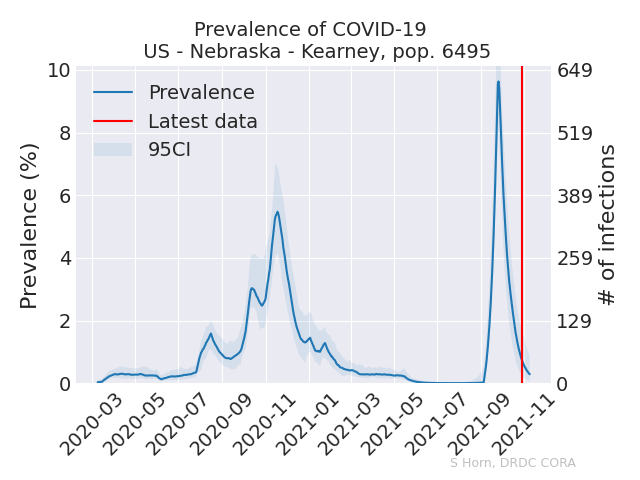 Prevalence of COVID-19
US - Nebraska - Kearney, pop. 6495
Prevalence
Latest data
95CI
Prevalence (%)
10
8
6
4
2
0
649
519
389
259
129
0
# of infections
2020-03
2020-05
2020-07
2020-09
2020-11
2021-01
2021-03
2021-05
2021-07
2021-09
2021-11
S Horn, DRDC CORA